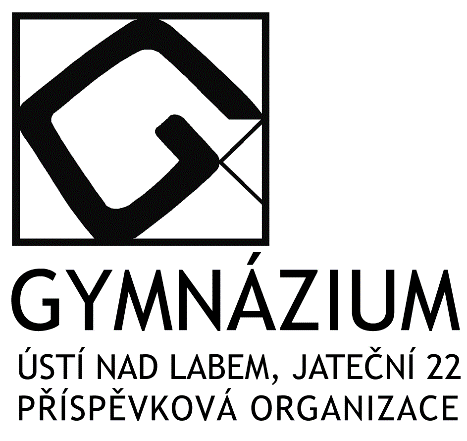 GYMNÁZIUM
ÚSTÍ NAD LABEM, JATEČNÍ 22
PŘÍSPĚVKOVÁ ORGANIZACE